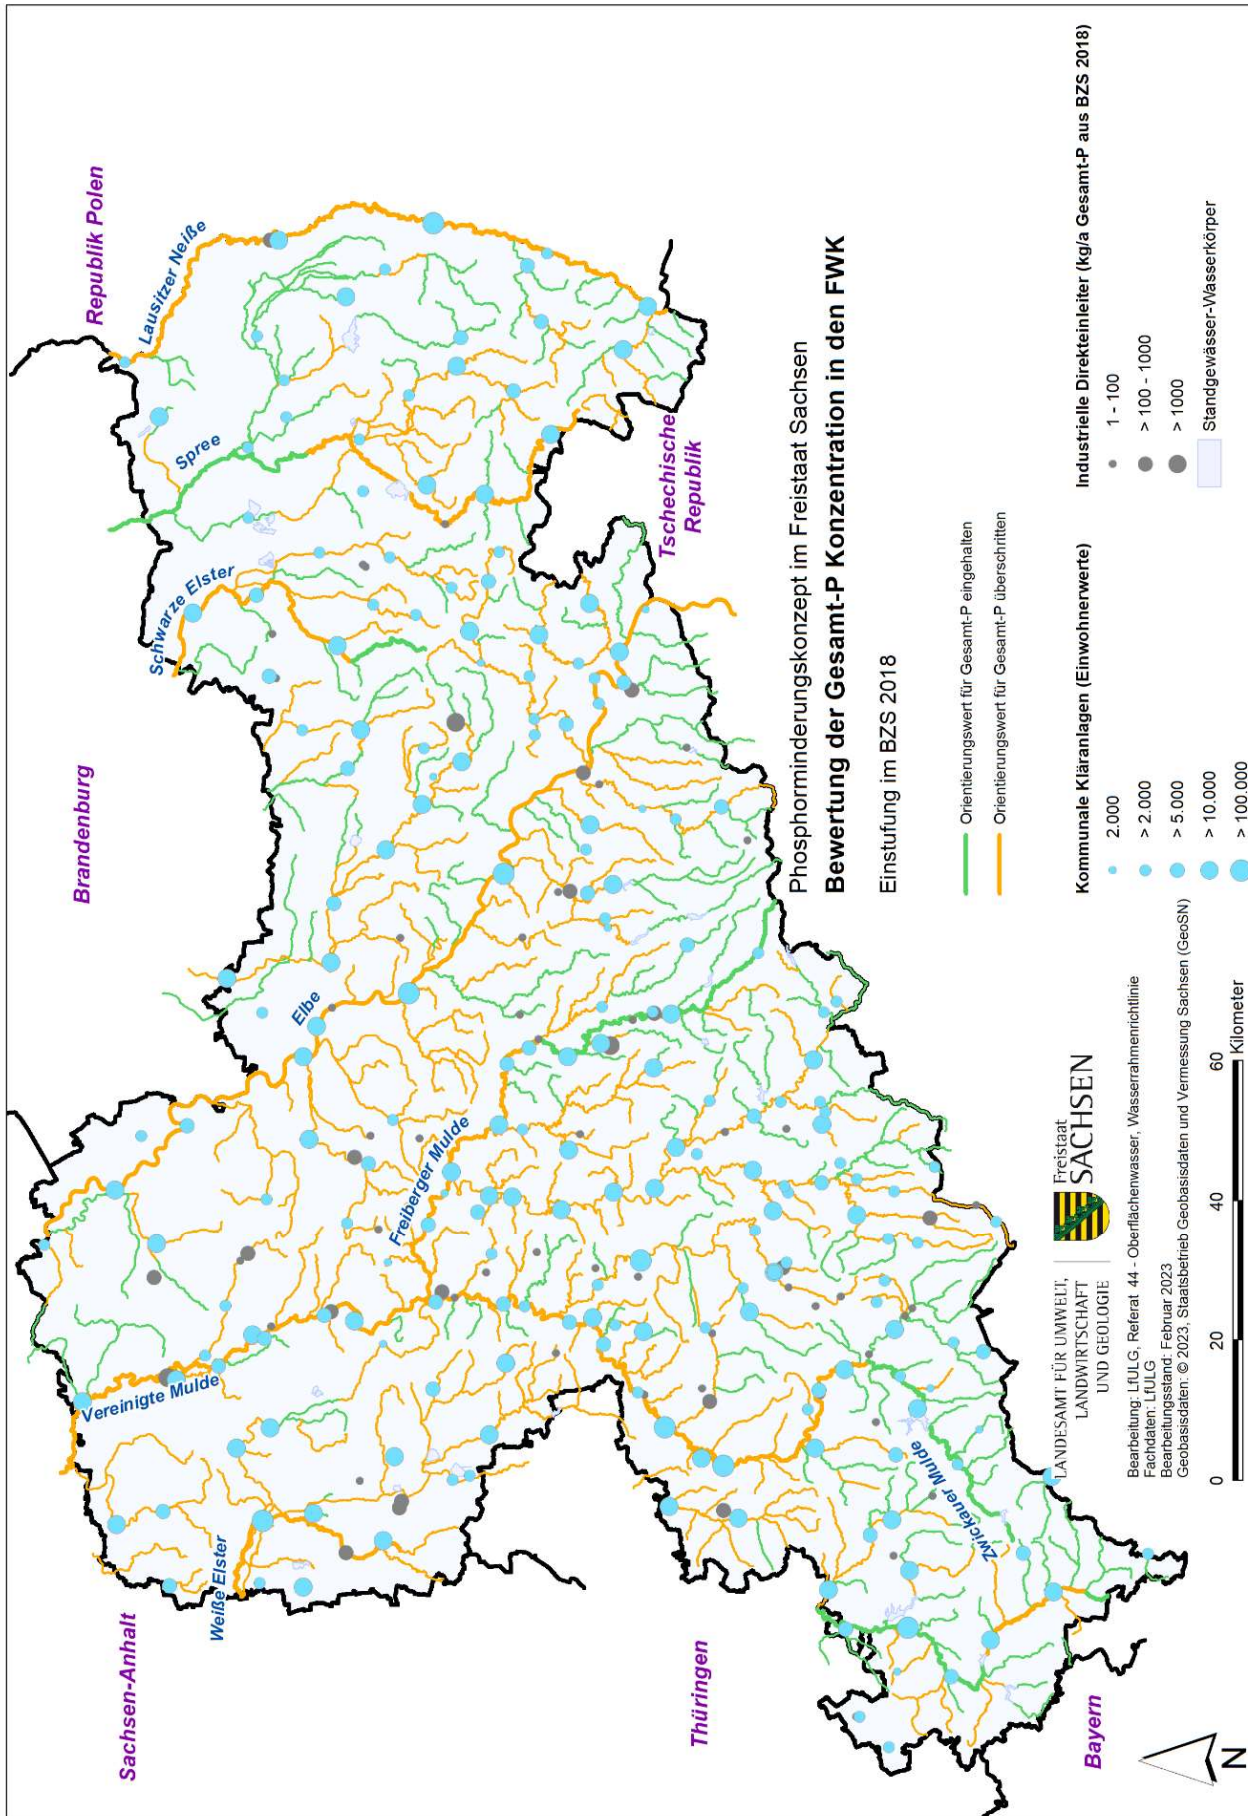 Sachsen-Anhalt
Brandenburg
Republik Polen
Tschechische
Republik
Thüringen
Bayern
Weiße Elster
Vereinigte Mulde
Freiberger Mulde
Zwickauer Mulde
Elbe
Schwarze Elster
Spree
Lausitzer Neiße
Phosphorminderungskonzept im Freistaat Sachsen
Bewertung der Gesamt-P Konzentration in den FWK
Einstufung im BZS 2018
Orientierungswert für Gesamt-P eingehalten
Orientierungswert für Gesamt-P überschritten
Kommunale Kläranlagen (Einwohnerwerte)
2.000
> 2.000
> 5.000
> 10.000
> 100.000
Industrielle Direkteinleiter (kg/a Gesamt-P aus BZS 2018)
1 - 100
> 100 - 1000
> 1000
Standgewässer-Wasserkörper
LANDESAMT FÜR UMWELT,
LANDWIRTSCHAFT
UND GEOLOGIE
Freistaat
SACHSEN
Bearbeitung: LfULG, Referat 44 - Oberflächenwasser, Wasserrahmenrichtlinie
Fachdaten: LfULG
Bearbeitungsstand: Februar 2023
Geobasisdaten: © 2023, Staatsbetrieb Geobasisdaten und Vermessung Sachsen (GeoSN)
0 20 40 60
Kilometer
N